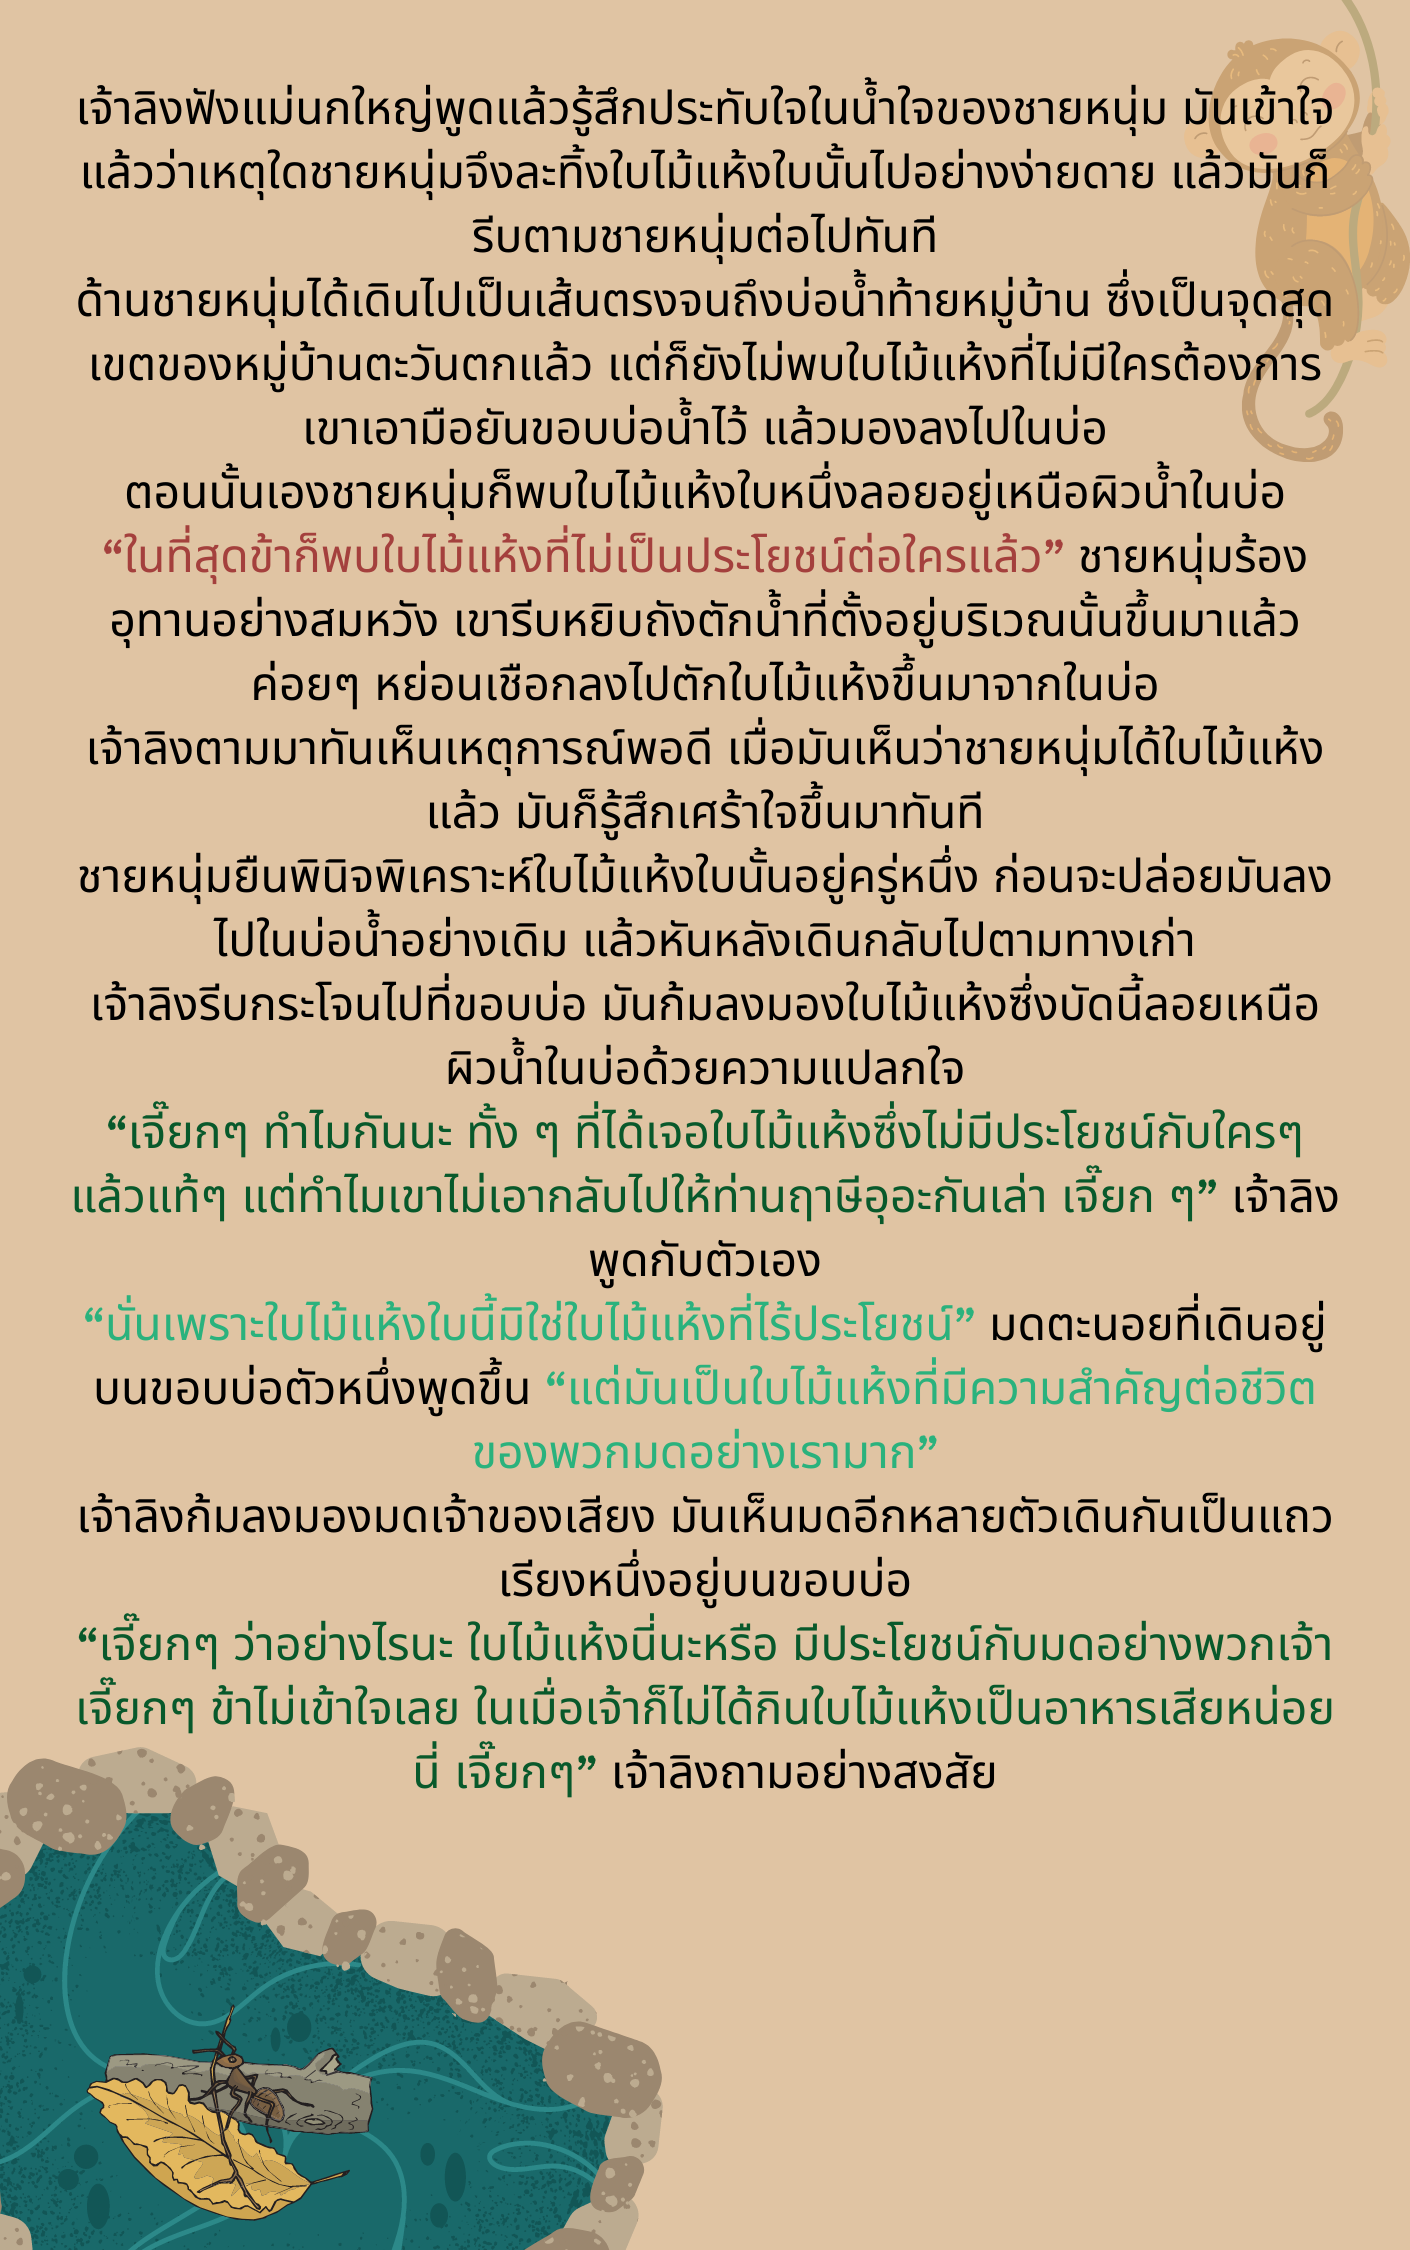 เจ้าลิงฟังแม่นกใหญ่พูดแล้วรู้สึกประทับใจในน้ำใจของชายหนุ่ม มันเข้าใจ
แล้วว่าเหตุใดชายหนุ่มจึงละทิ้งใบไม้แห้งใบนั้นไปอย่างง่ายดาย แล้วมันก็
รีบตามชายหนุ่มต่อไปทันที
ด้านชายหนุ่มได้เดินไปเป็นเส้นตรงจนถึงบ่อน้ำท้ายหมู่บ้าน ซึ่งเป็นจุดสุด
เขตของหมู่บ้านตะวันตกแล้ว แต่ก็ยังไม่พบใบไม้แห้งที่ไม่มีใครต้องการ
เขาเอามือยันขอบบ่อน้ำไว้ แล้วมองลงไปในบ่อ
ตอนนั้นเองชายหนุ่มก็พบใบไม้แห้งใบหนึ่งลอยอยู่เหนือผิวน้ำในบ่อ
“ในที่สุดข้าก็พบใบไม้แห้งที่ไม่เป็นประโยชน์ต่อใครแล้ว” ชายหนุ่มร้อง
อุทานอย่างสมหวัง เขารีบหยิบถังตักน้ำที่ตั้งอยู่บริเวณนั้นขึ้นมาแล้ว
ค่อยๆ หย่อนเชือกลงไปตักใบไม้แห้งขึ้นมาจากในบ่อ
เจ้าลิงตามมาทันเห็นเหตุการณ์พอดี เมื่อมันเห็นว่าชายหนุ่มได้ใบไม้แห้ง
แล้ว มันก็รู้สึกเศร้าใจขึ้นมาทันที
ชายหนุ่มยืนพินิจพิเคราะห์ใบไม้แห้งใบนั้นอยู่ครู่หนึ่ง ก่อนจะปล่อยมันลง
ไปในบ่อน้ำอย่างเดิม แล้วหันหลังเดินกลับไปตามทางเก่า
เจ้าลิงรีบกระโจนไปที่ขอบบ่อ มันก้มลงมองใบไม้แห้งซึ่งบัดนี้ลอยเหนือ
ผิวน้ำในบ่อด้วยความแปลกใจ
“เจี๊ยกๆ ทำไมกันนะ ทั้ง ๆ ที่ได้เจอใบไม้แห้งซึ่งไม่มีประโยชน์กับใครๆ
แล้วแท้ๆ แต่ทำไมเขาไม่เอากลับไปให้ท่านฤาษีอุอะกันเล่า เจี๊ยก ๆ” เจ้าลิง
พูดกับตัวเอง
“นั่นเพราะใบไม้แห้งใบนี้มิใช่ใบไม้แห้งที่ไร้ประโยชน์” มดตะนอยที่เดินอยู่
บนขอบบ่อตัวหนึ่งพูดขึ้น “แต่มันเป็นใบไม้แห้งที่มีความสำคัญต่อชีวิต
ของพวกมดอย่างเรามาก”
เจ้าลิงก้มลงมองมดเจ้าของเสียง มันเห็นมดอีกหลายตัวเดินกันเป็นแถว
เรียงหนึ่งอยู่บนขอบบ่อ
“เจี๊ยกๆ ว่าอย่างไรนะ ใบไม้แห้งนี่นะหรือ มีประโยชน์กับมดอย่างพวกเจ้า
เจี๊ยกๆ ข้าไม่เข้าใจเลย ในเมื่อเจ้าก็ไม่ได้กินใบไม้แห้งเป็นอาหารเสียหน่อย
นี่ เจี๊ยกๆ” เจ้าลิงถามอย่างสงสัย